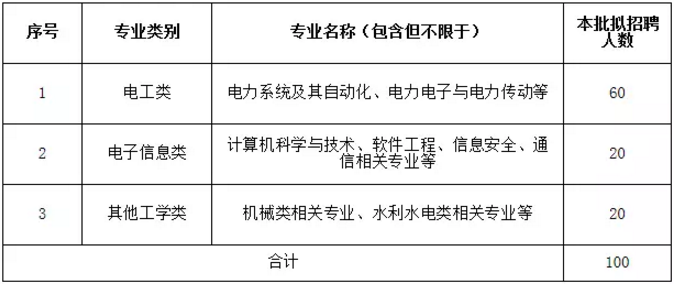 序号 专业类别 专业名称（包含但不限于） 本批拟招聘
人数
1 电工类 电力系统及其自动化、电力电子与电力传动等 60
2 电子信息类 计算机科学与技术、软件工程、信息安全、通
信相关专业等 20
3 其他工学类 机械类相关专业、水利水电类相关专业等 20
合计 100